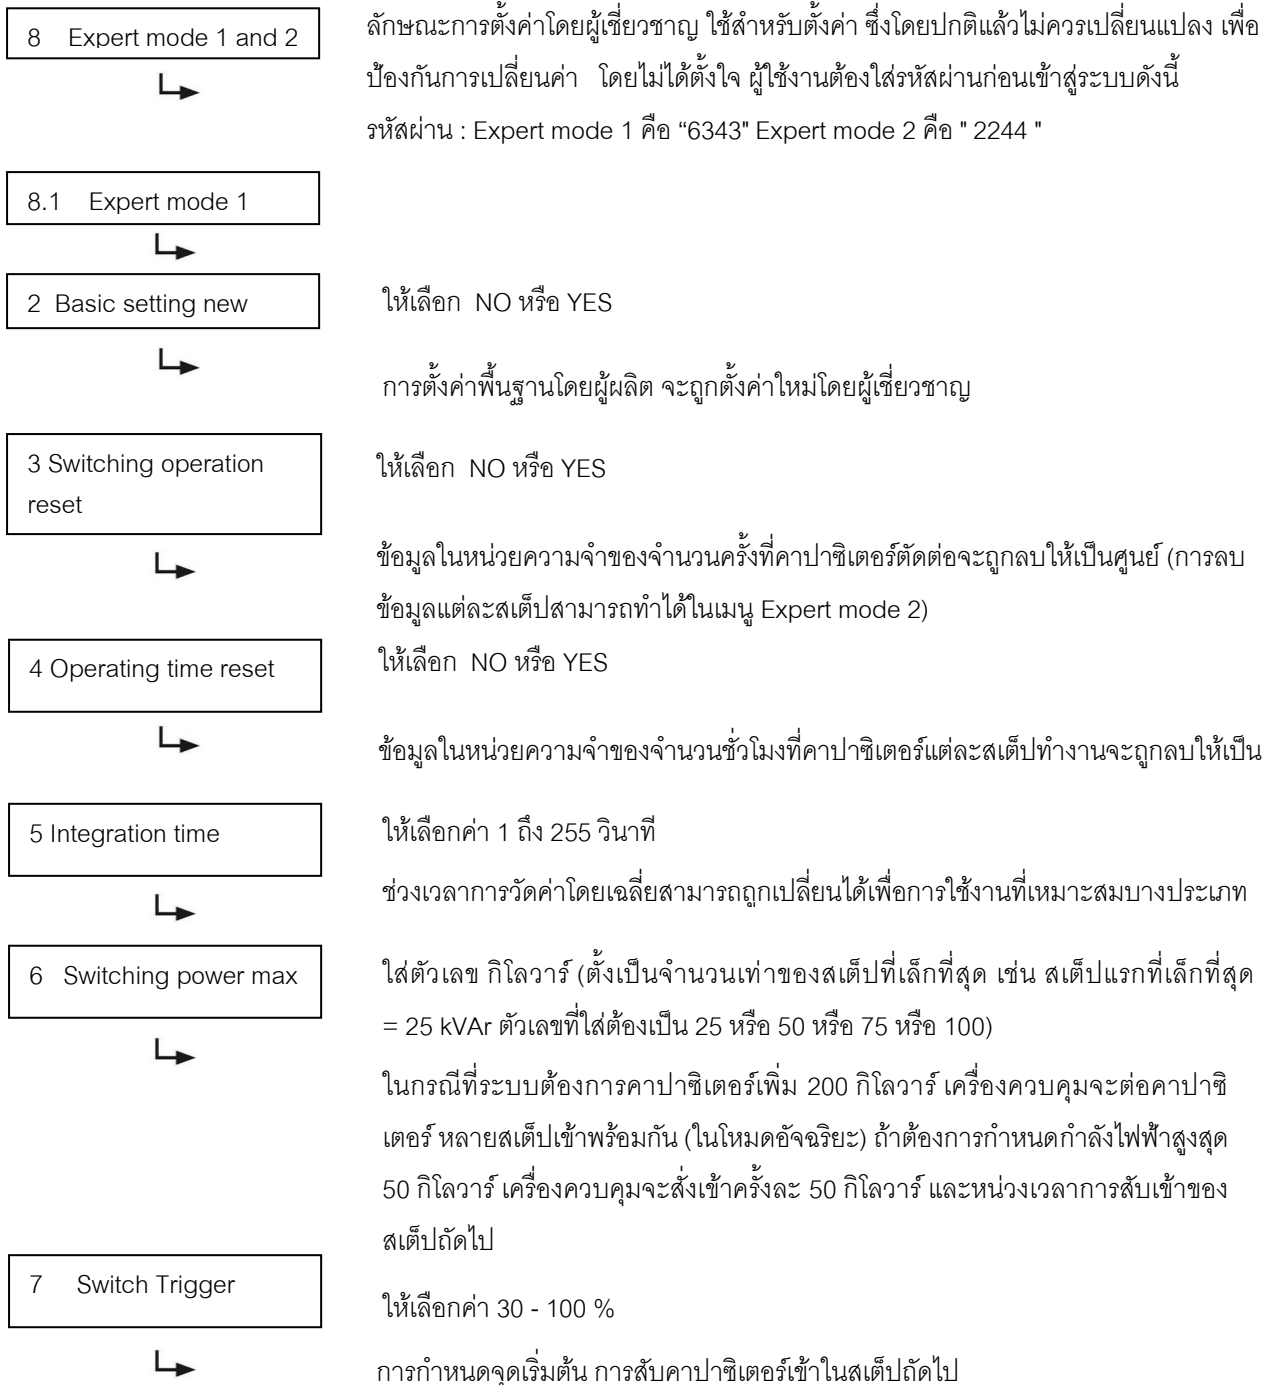 8 Expert mode 1 and 2
ลักษณะการตั้งค่าโดยผู้เชี่ยวชาญ ใช้สำหรับตั้งค่า ซึ่งโดยปกติแล้วไม่ควรเปลี่ยนแปลง เพื่อ
ป้องกันการเปลี่ยนค่า โดยไม่ได้ตั้งใจ ผู้ใช้งานต้องใส่รหัสผ่านก่อนเข้าสู่ระบบดังนี้
รหัสผ่าน : Expert mode 1 คือ “6343" Expert mode 2 คือ " 2244 "
8.1 Expert mode 1
2 Basic setting new
ให้เลือก NO หรือ YES
การตั้งค่าพื้นฐานโดยผู้ผลิต จะถูกตั้งค่าใหม่โดยผู้เชี่ยวชาญ
3 Switching operation
reset
ให้เลือก NO หรือ YES
ข้อมูลในหน่วยความจำของจำนวนครั้งที่คาปาซิเตอร์ตัดต่อจะถูกลบให้เป็นศูนย์ (การลบ
ข้อมูลแต่ละสเต็ปสามารถทำได้ในเมนู Expert mode 2)
4 Operating time reset
ให้เลือก NO หรือ YES
ข้อมูลในหน่วยความจำของจำนวนชั่วโมงที่คาปาซิเตอร์แต่ละสเต็ปทำงานจะถูกลบให้เป็น
5 Integration time
ให้เลือกค่า 1 ถึง 255 วินาที
ช่วงเวลาการวัดค่าโดยเฉลี่ยสามารถถูกเปลี่ยนได้เพื่อการใช้งานที่เหมาะสมบางประเภท
6 Switching power max
ใส่ตัวเลข กิโลวาร์ (ตั้งเป็นจำนวนเท่าของสเต็ปที่เล็กที่สุด เช่น สเต็ปแรกที่เล็กที่สุด
= 25 kVAr ตัวเลขที่ใส่ต้องเป็น 25 หรือ 50 หรือ 75 หรือ 100)
ในกรณีที่ระบบต้องการคาปาซิเตอร์เพิ่ม 200 กิโลวาร์ เครื่องควบคุมจะต่อคาปาซิ
เตอร์ หลายสเต็ปเข้าพร้อมกัน (ในโหมดอัจฉริยะ) ถ้าต้องการกำหนดกำลังไฟฟ้าสูงสุด
50 กิโลวาร์ เครื่องควบคุมจะสั่งเข้าครั้งละ 50 กิโลวาร์ และหน่วงเวลาการสับเข้าของ
สเต็ปถัดไป
7 Switch Trigger
ให้เลือกค่า 30 - 100 %
การกำหนดจุดเริ่มต้น การสับคาปาซิเตอร์เข้าในสเต็ปถัดไป